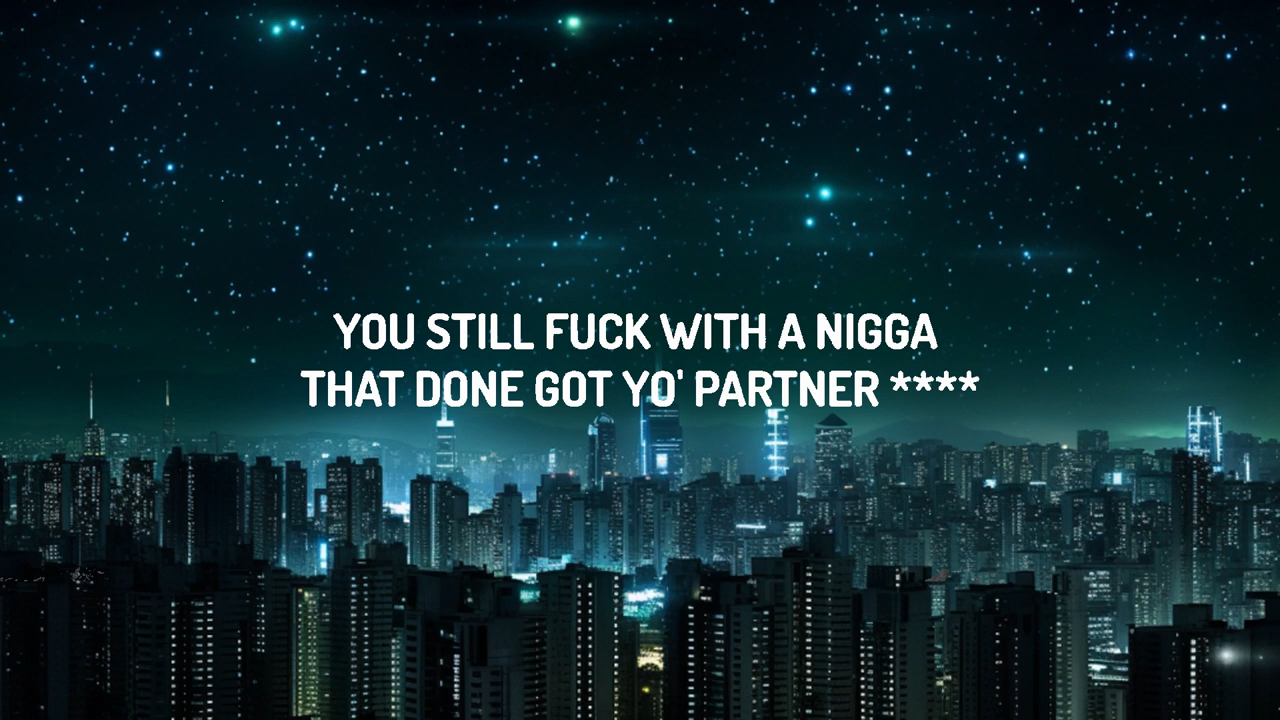 YOU STILL FUCK WITH A NIGGA
THAT DONE GOT YO' PARTNER ****